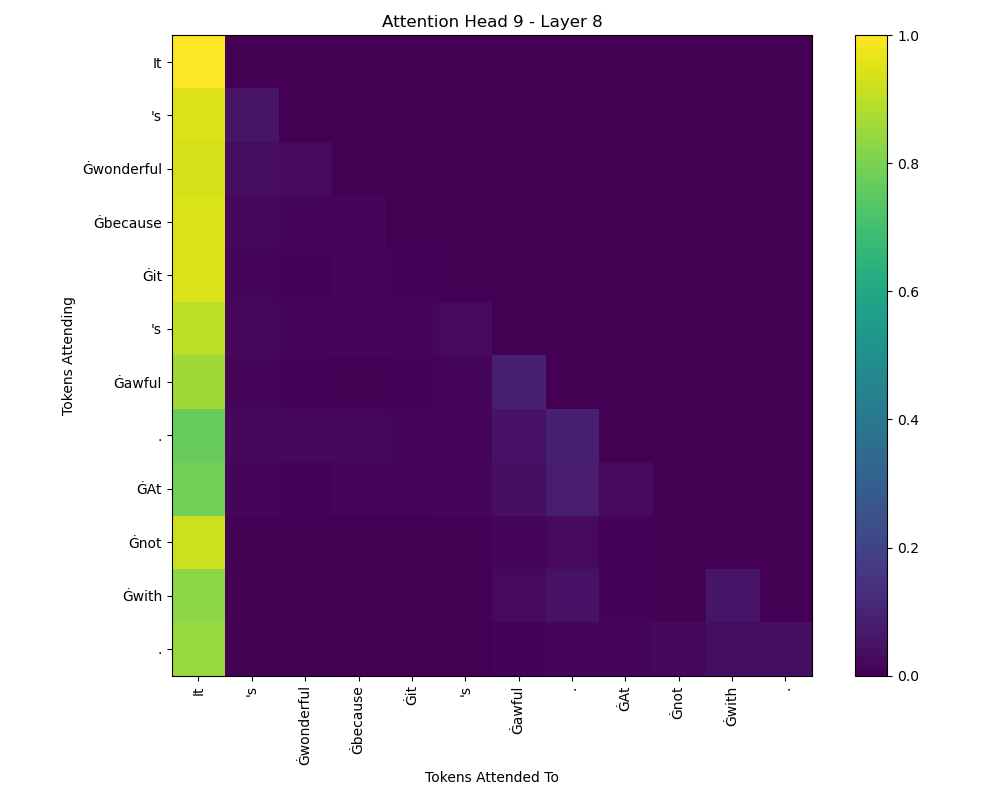 Attention Head 9 - Layer 8
Tokens Attending
It
's
Ġwonderful
Ġbecause
Ġit
's
Ġawful
.
ĠAt
Ġnot
Ġwith
.
It
's
Ġwonderful
Ġbecause
Ġit
's
Ġawful
.
ĠAt
Ġnot
Ġwith
.
Tokens Attended To
1.0
0.8
0.6
0.4
0.2
0.0